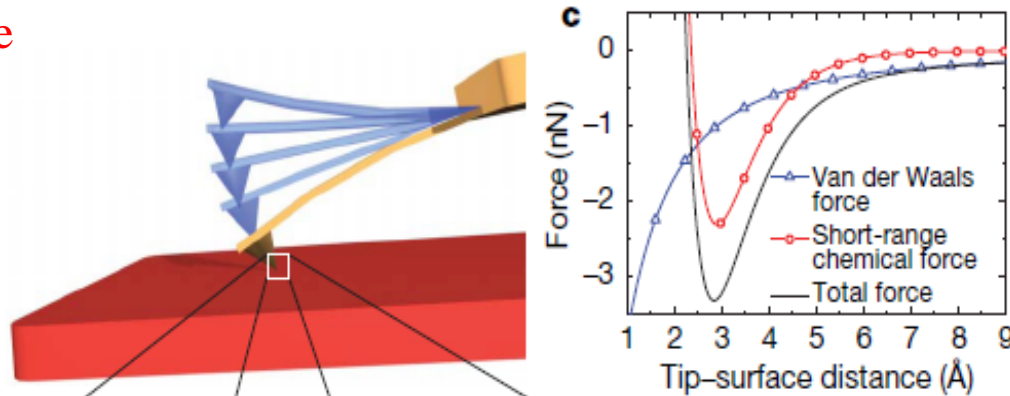 e
c
0
−1
−2
−3
Force (nN)
Van der Waals
force
Short-range
chemical force
Total force
1 2 3 4 5 6 7 8 9
Tip–surface distance (Å)